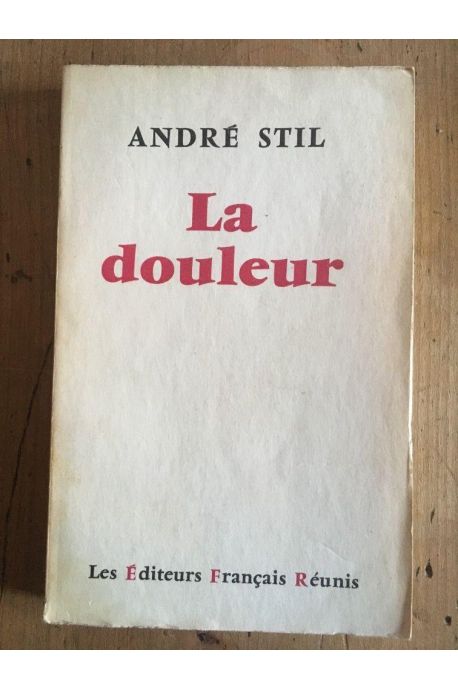 ANDRÉ STIL
La
douleur
Les Éditeurs Français Réunis